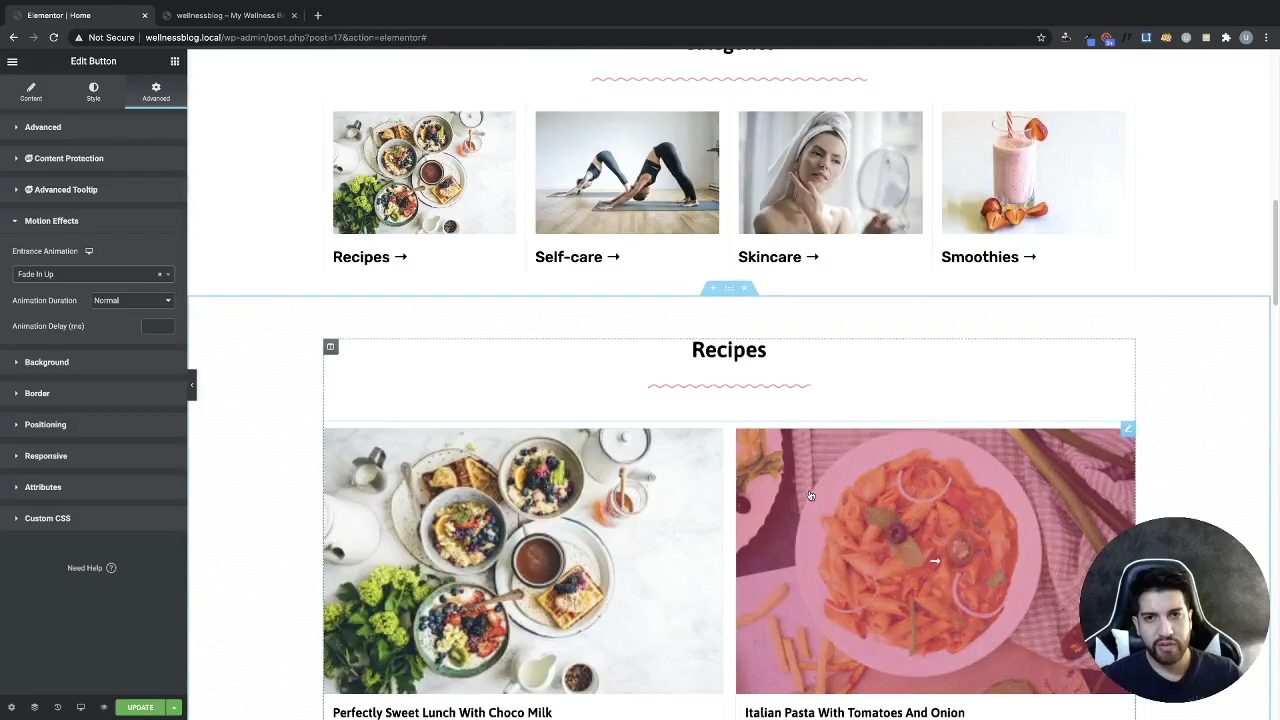 Elementor | Home
wellnessblog – My Wellness B
Not Secure
wellnessblog.local/wp-admin/post.php?post=17&action=elementor#
Edit Button
Content
Style
Advanced
Advanced
Content Protection
Advanced Tooltip
Motion Effects
Entrance Animation
Fade In Up
Animation Duration
Normal
Animation Delay (ms)
Background
Border
Positioning
Responsive
Attributes
Custom CSS
Need Help
UPDATE
Recipes →
Self-care →
Skincare →
Smoothies →
Recipes
Perfectly Sweet Lunch With Choco Milk
Italian Pasta With Tomatoes And Onion